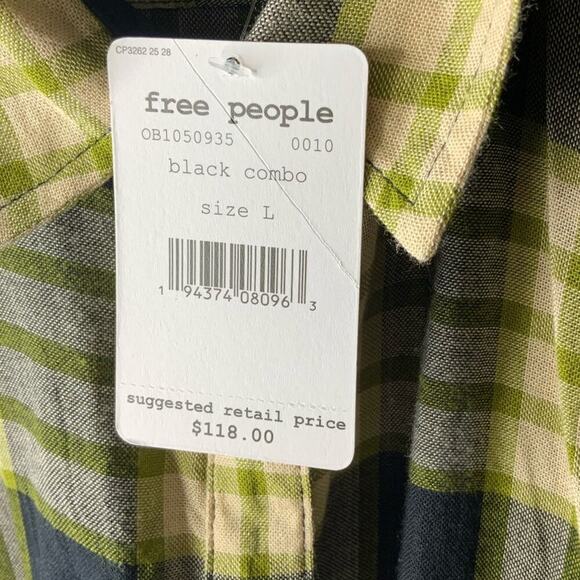 CP3262 25 28
free people
OB1050935 0010
black combo
size L
1 94374 08096 3
suggested retail price
$118.00